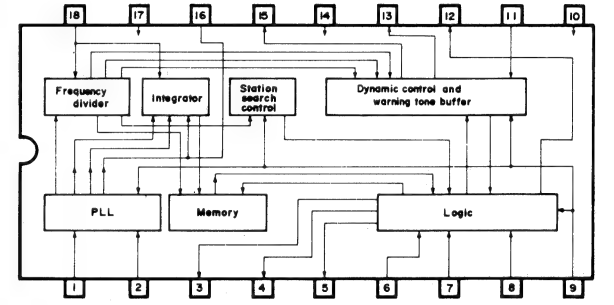 18 17 16 15 14 13 12 11 10
Frequency
divider
Integrator
Station
search
control
Dynamic control and
warning tone buffer
PLL
Memory
Logic
1 2 3 4 5 6 7 8 9